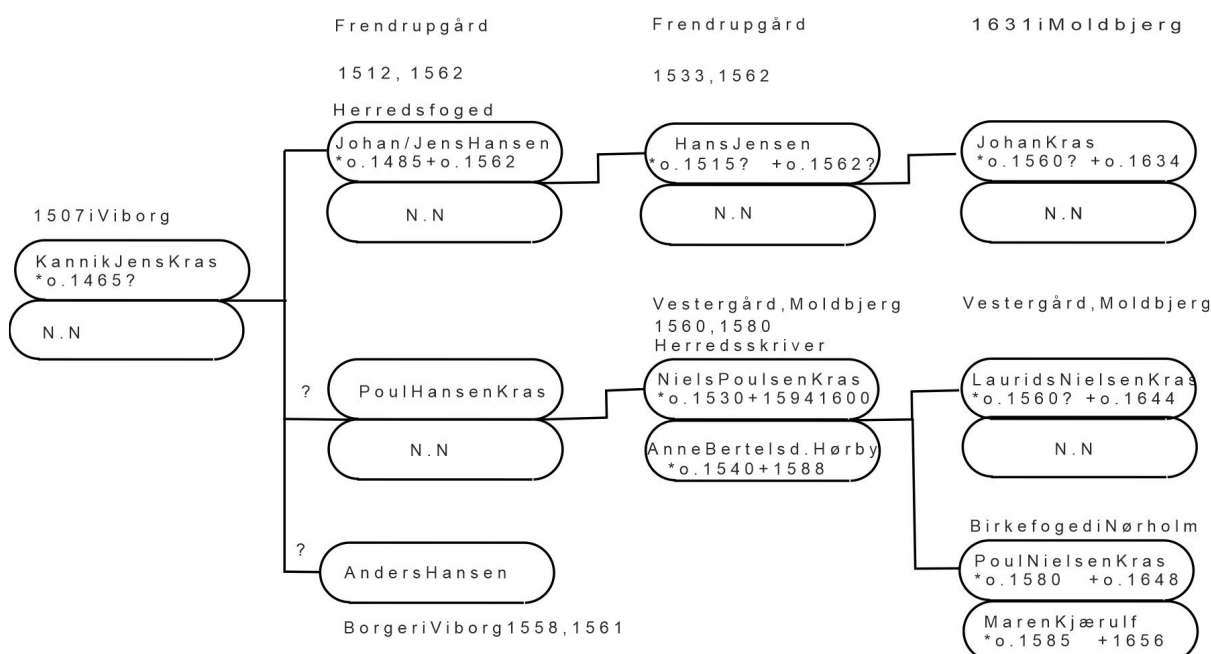 Frendrupgård
1512, 1562
Herredsfoged
Johan/JensHansen
*o.1485+o.1562
N.N
Frendrupgård
1533,1562
HansJensen
*o.1515? +o.1562?
N.N
1631iMoldbjerg
JohanKras
*o.1560? +o.1634
N.N
1507iViborg
KannikJensKras
*o.1465?
N.N
?
PoulHansenKras
N.N
Vestergård,Moldbjerg
1560,1580
Herredsskriver
NielsPoulsenKras
*o.1530+15941600
AnneBertelsd.Hørby
*o.1540+1588
Vestergård,Moldbjerg
LauridsNielsenKras
*o.1560? +o.1644
N.N
?
AndersHansen
BorgeriViborg1558,1561
BirkefogediNørholm
PoulNielsenKras
*o.1580 +o.1648
MarenKjærulf
*o.1585 +1656